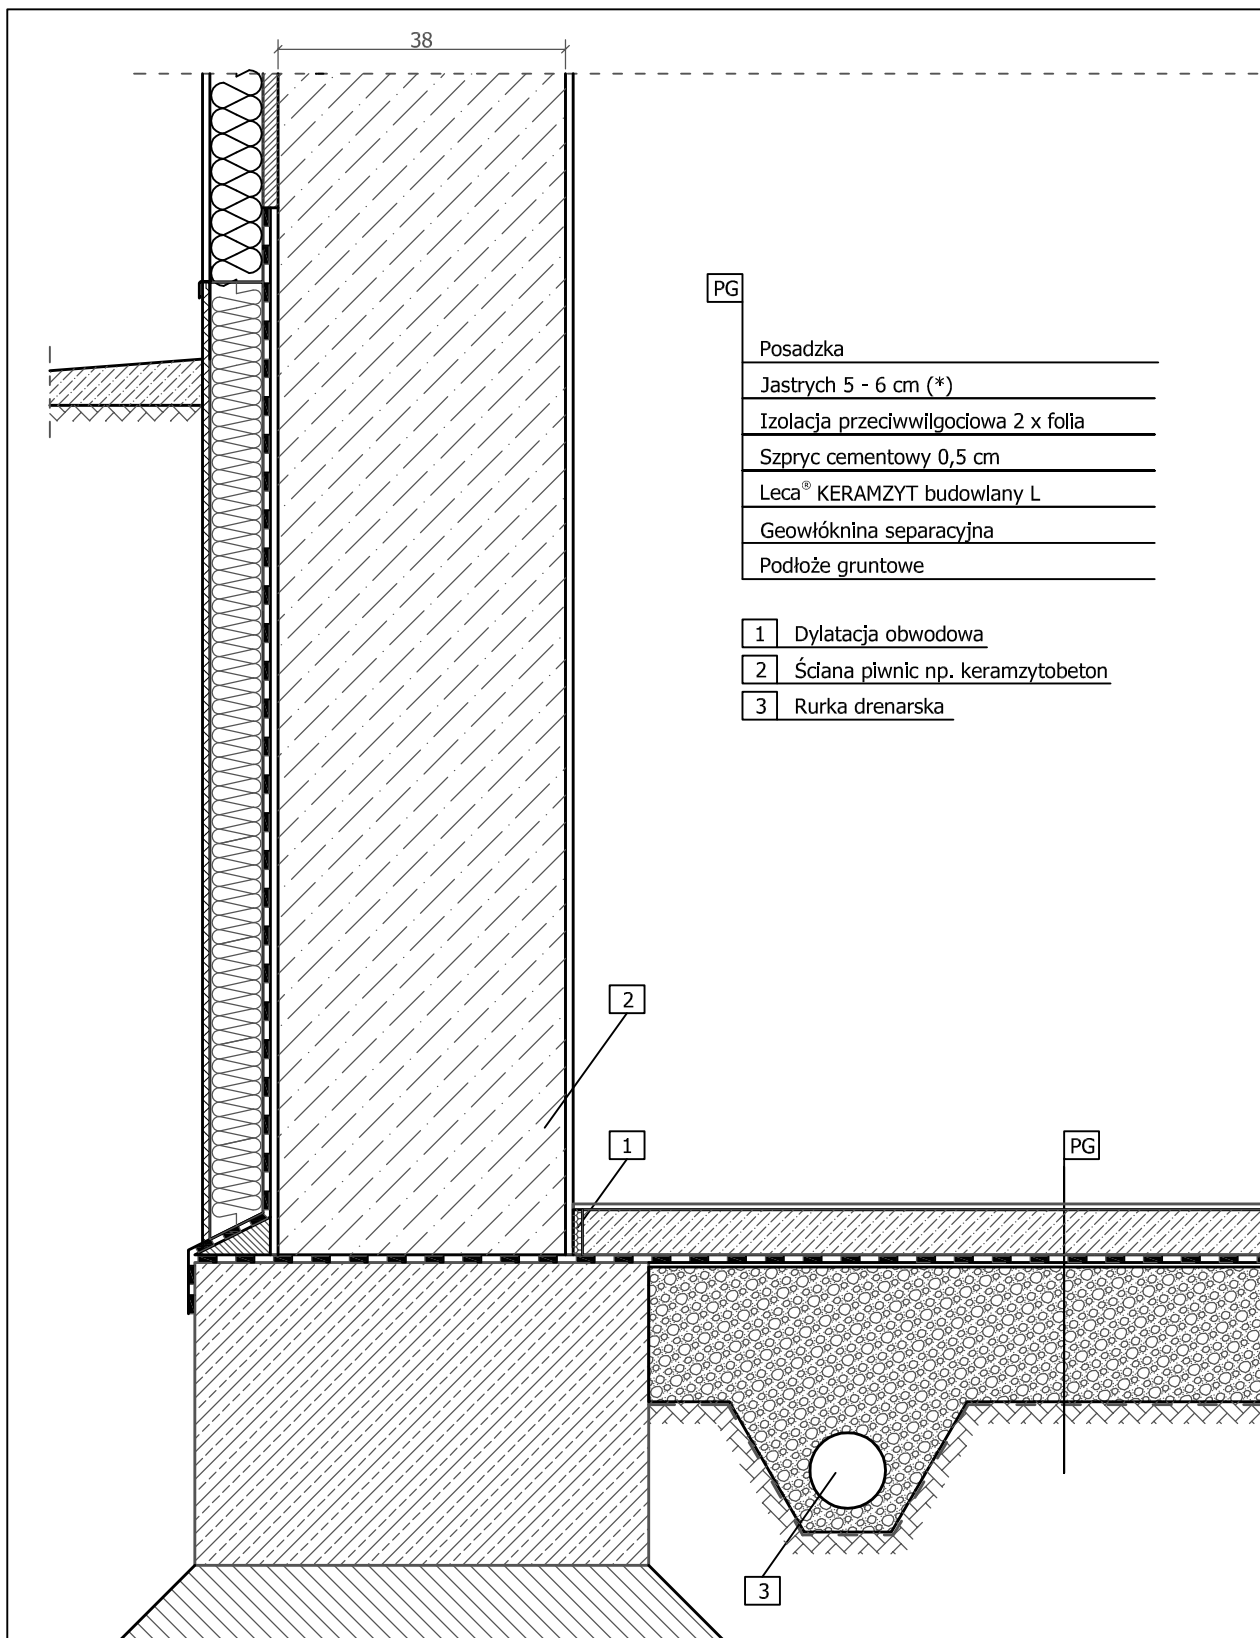 38
PG
Posadzka
Jastrych 5 - 6 cm (*)
Izolacja przeciwwilgociowa 2 x folia
Szpryc cementowy 0,5 cm
Leca® KERAMZYT budowlany L
Geowłóknina separacyjna
Podłoże gruntowe
1 Dylatacja obwodowa
2 Ściana piwnic np. keramzytobeton
3 Rurka drenarska
2
1
PG
3